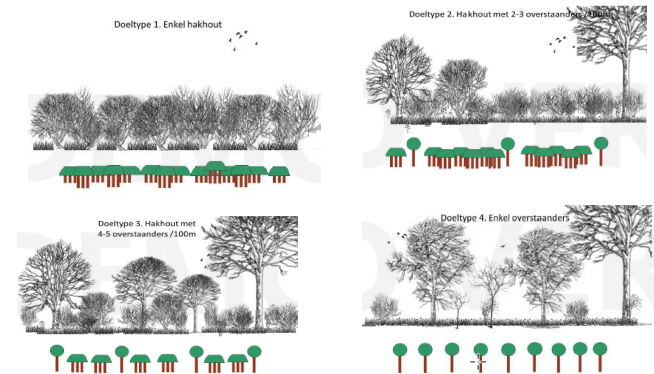 Doeltype 1. Enkel hakhout
Doeltype 2. Hakhout met 2-3 overstaanders /100m
Doeltype 3. Hakhout met
4-5 overstaanders /100m
Doeltype 4. Enkel overstaanders